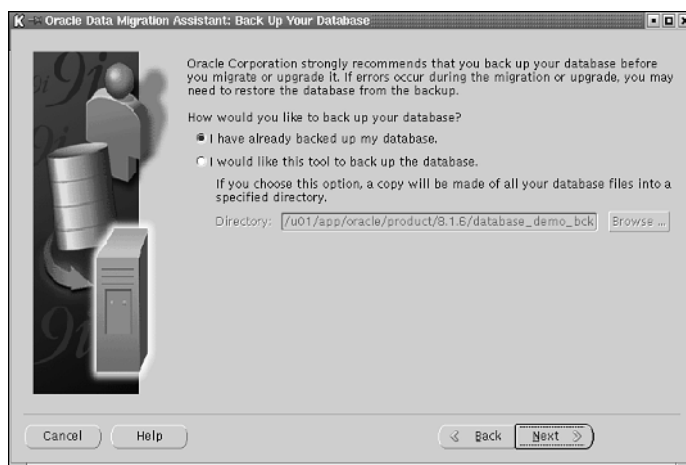 Oracle Data Migration Assistant: Back Up Your Database
Oracle Corporation strongly recommends that you back up your database before
you migrate or upgrade it. If errors occur during the migration or upgrade, you may
need to restore the database from the backup.
How would you like to back up your database?
I have already backed up my database.
I would like this tool to back up the database.
If you choose this option, a copy will be made of all your database files into a
specified directory.
Directory: /u01/app/oracle/product/8.1.6/database_demo_bck Browse ...
9i
9i
9i
Cancel Help Back Next